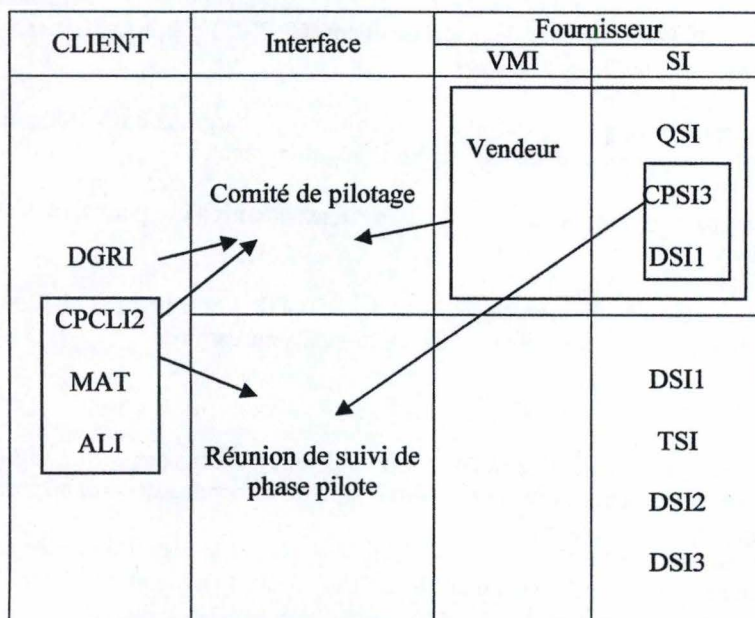 CLIENT
Interface
Fournisseur
VMI
SI
Vendeur
QSI
Comité de pilotage
CPSI3
DGRI
DSI1
CPCLI2
MAT
DSI1
ALI
TSI
Réunion de suivi de
phase pilote
DSI2
DSI3